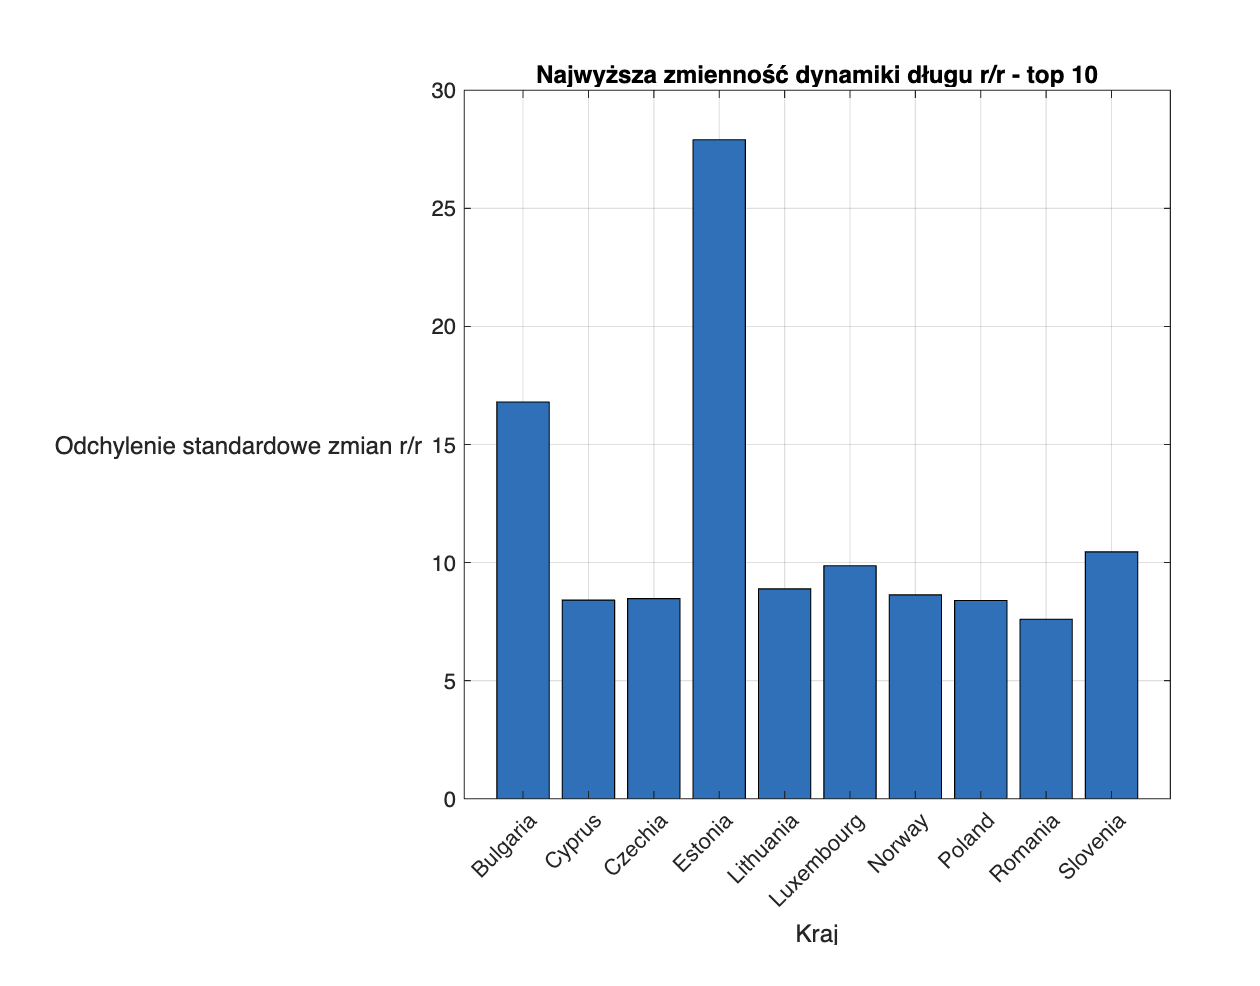 Najwyższa zmienność dynamiki długu r/r - top 10
30
25
20
Odchylenie standardowe zmian r/r 15
10
5
0
Bulgaria
Cyprus
Czechia
Estonia
Lithuania
Luxembourg
Norway
Poland
Romania
Slovenia
Kraj